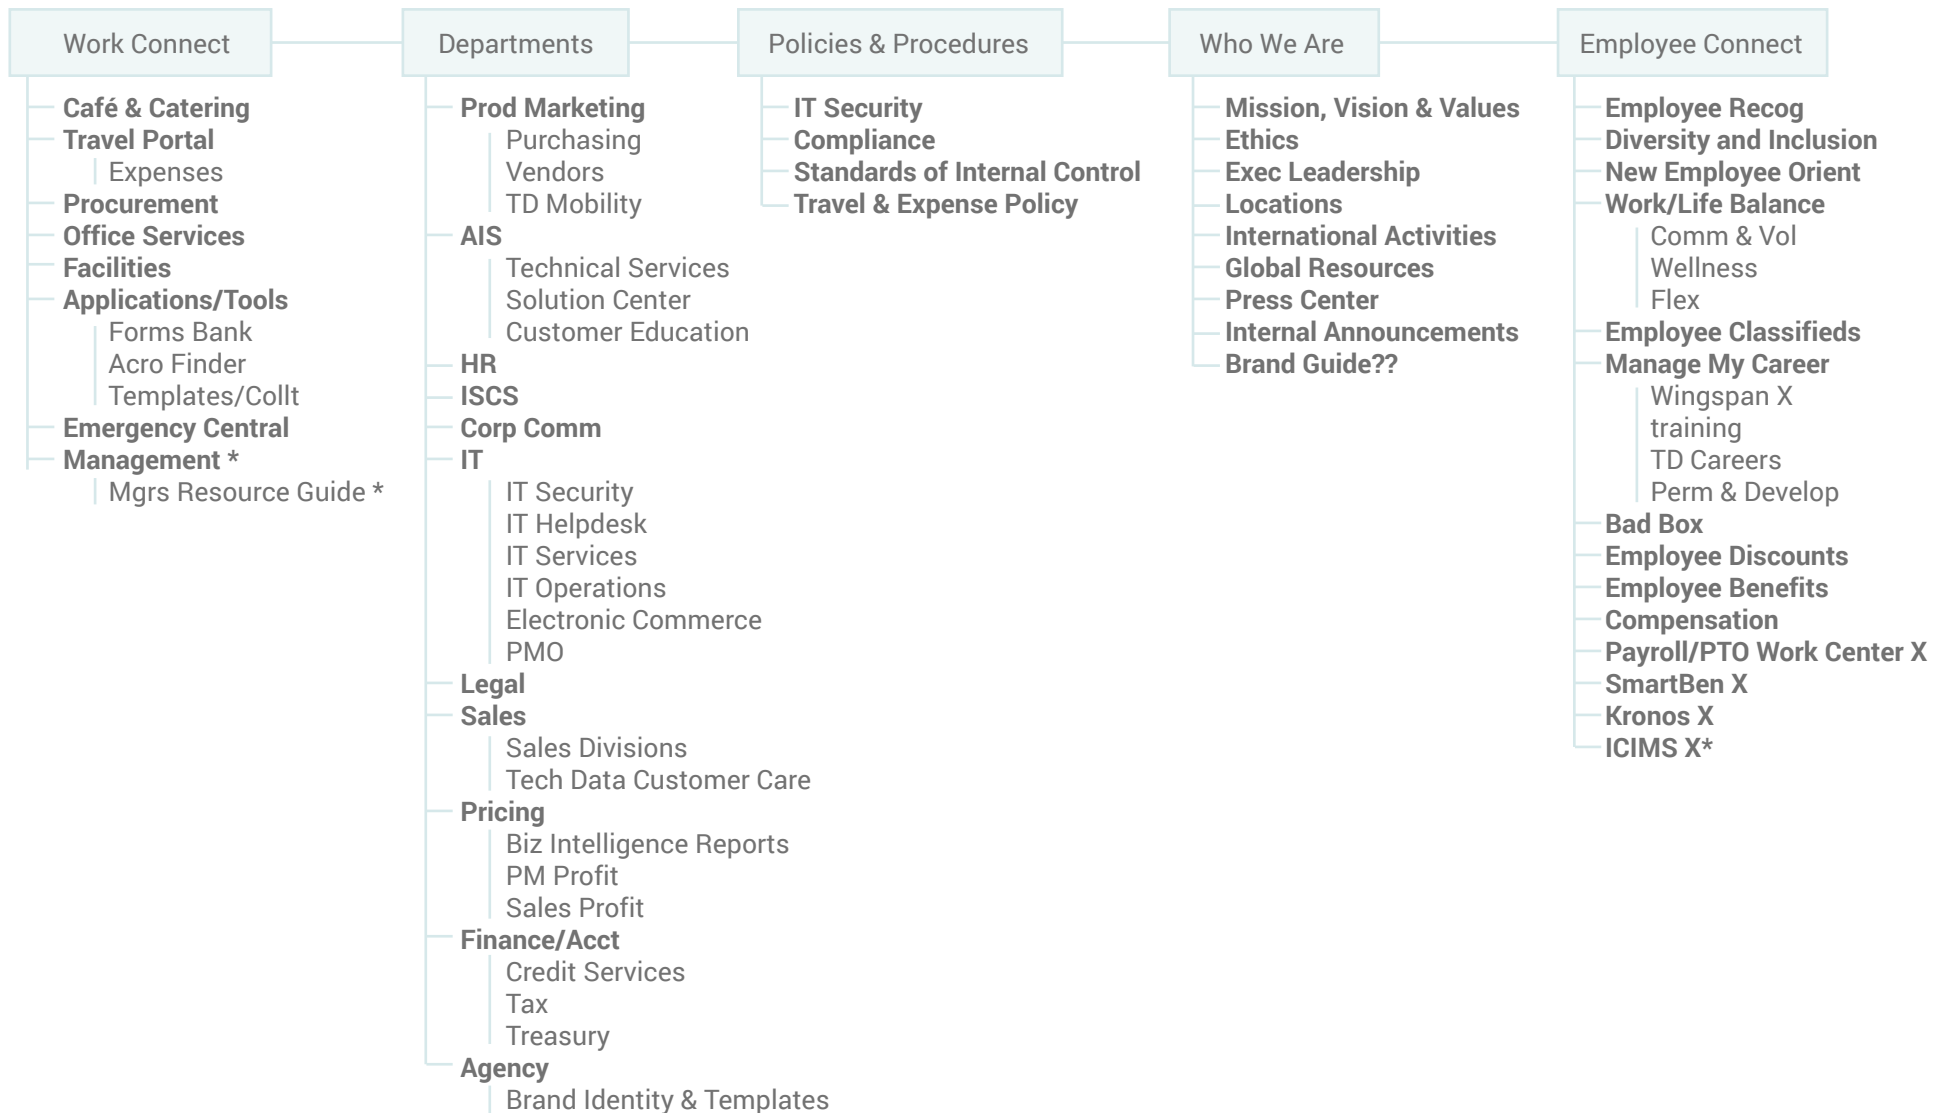 Work Connect
Café & Catering
Travel Portal
Expenses
Procurement
Office Services
Facilities
Applications/Tools
Forms Bank
Acro Finder
Templates/Collt
Emergency Central
Management *
Mgrs Resource Guide *
Departments
Prod Marketing
Purchasing
Vendors
TD Mobility
AIS
Technical Services
Solution Center
Customer Education
HR
ISCS
Corp Comm
IT
IT Security
IT Helpdesk
IT Services
IT Operations
Electronic Commerce
PMO
Legal
Sales
Sales Divisions
Tech Data Customer Care
Pricing
Biz Intelligence Reports
PM Profit
Sales Profit
Finance/Acct
Credit Services
Tax
Treasury
Agency
Brand Identity & Templates
Policies & Procedures
IT Security
Compliance
Standards of Internal Control
Travel & Expense Policy
Who We Are
Mission, Vision & Values
Ethics
Exec Leadership
Locations
International Activities
Global Resources
Press Center
Internal Announcements
Brand Guide??
Employee Connect
Employee Recog
Diversity and Inclusion
New Employee Orient
Work/Life Balance
Comm & Vol
Wellness
Flex
Employee Classifieds
Manage My Career
Wingspan X
training
TD Careers
Perm & Develop
Bad Box
Employee Discounts
Employee Benefits
Compensation
Payroll/PTO Work Center X
SmartBen X
Kronos X
ICIMS X*